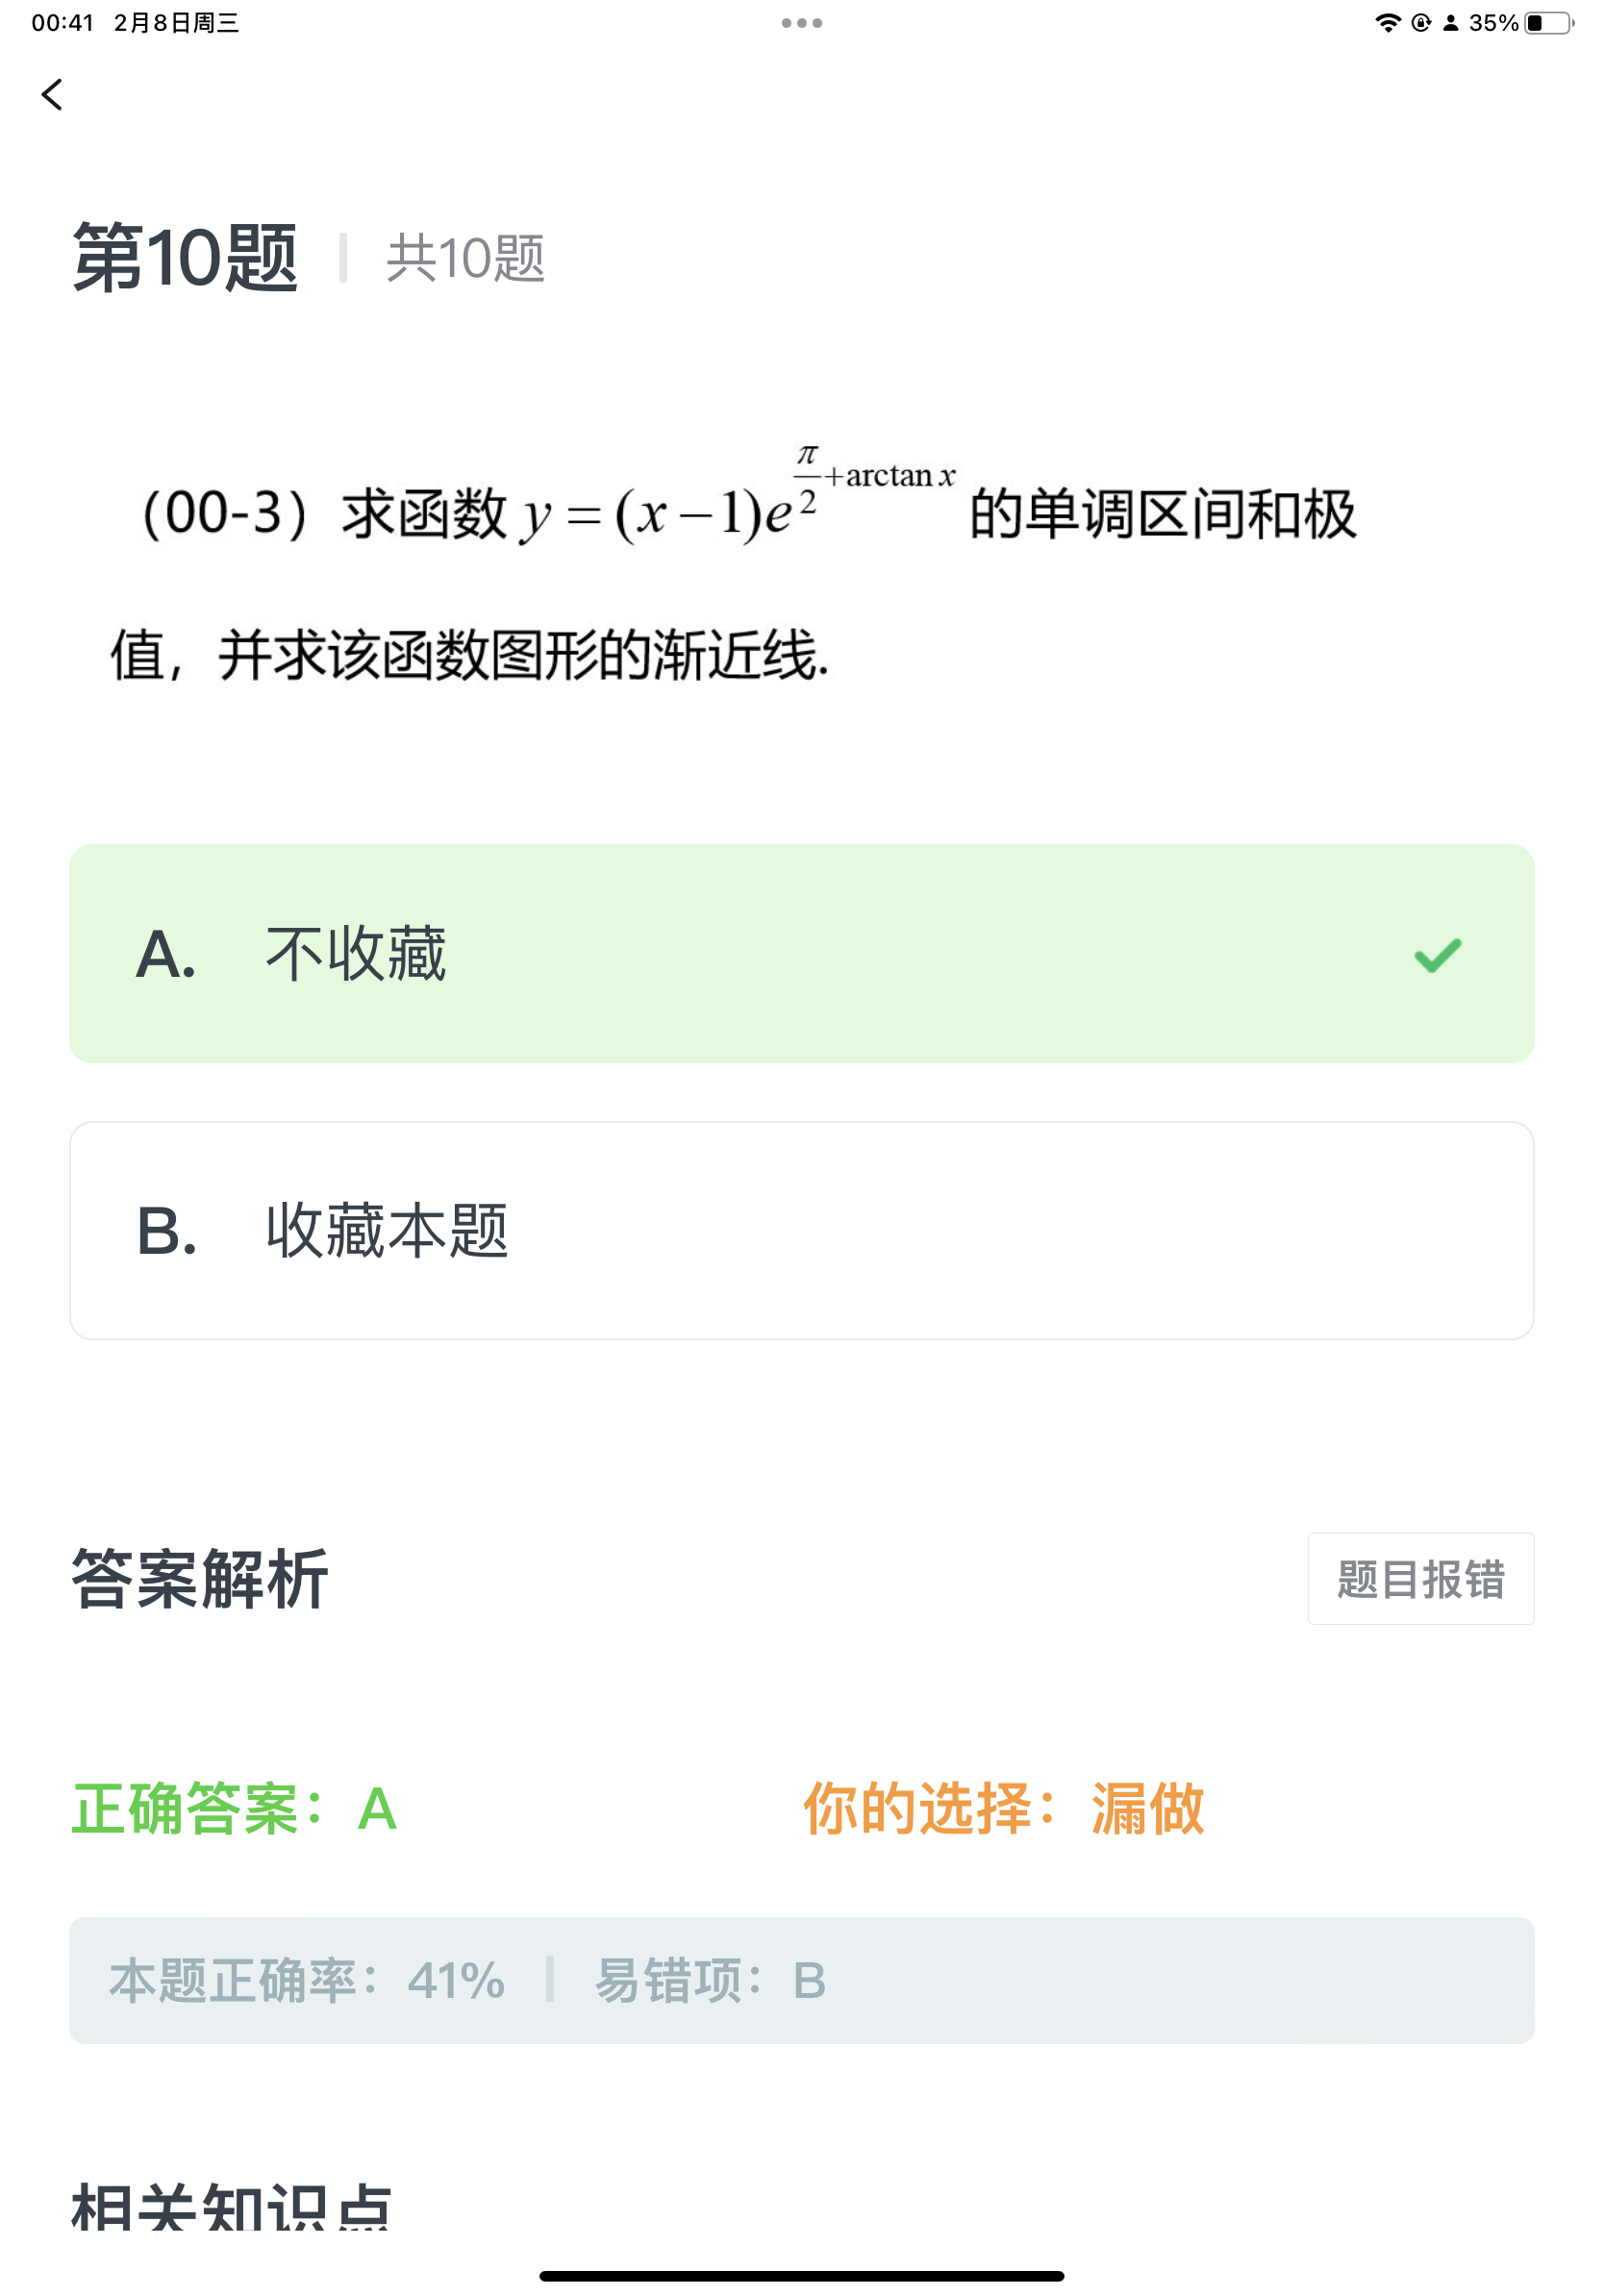 00:41 2月8日周三
35%
第10题 共10题
（00-3）求函数 y = (x − 1)e^{\frac{π}{2}+arctan x} 的单调区间和极
值，并求该函数图形的渐近线.
A. 不收藏
B. 收藏本题
答案解析
题目报错
正确答案：A
你的选择：漏做
本题正确率：41% 易错项：B
相关知识点